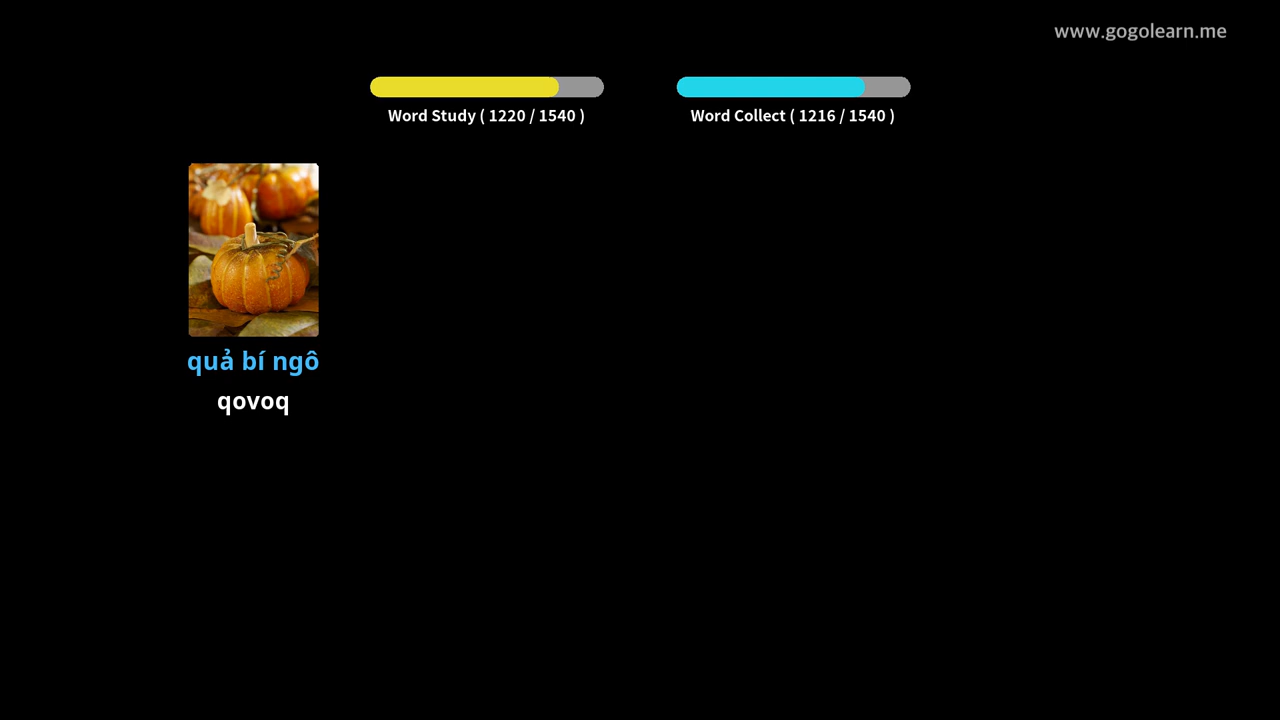 www.gogolearn.me
Word Study ( 1220 / 1540 )
Word Collect ( 1216 / 1540 )
quả bí ngô
qovoq